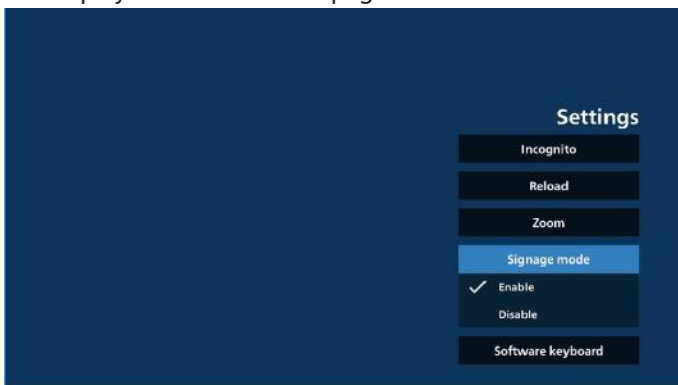 Settings
Incognito
Reload
Zoom
Signage mode
Enable
Disable
Software keyboard